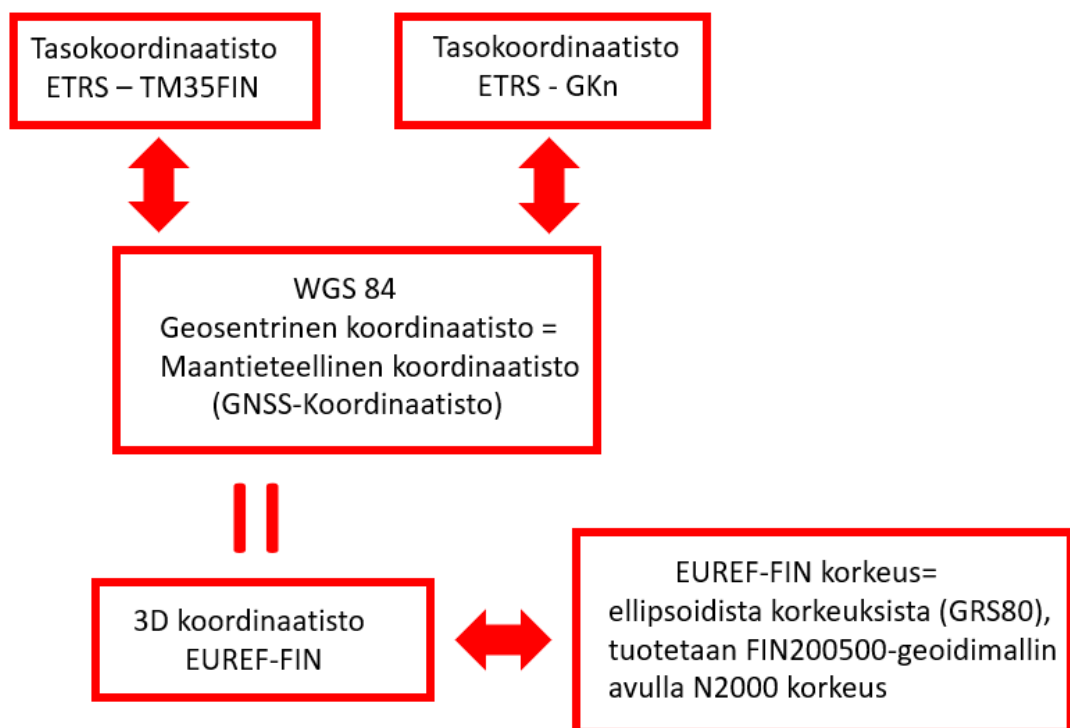 Tasokoordinaatisto
ETRS – TM35FIN
Tasokoordinaatisto
ETRS - GKn
WGS 84
Geosentrinen koordinaatisto =
Maantieteellinen koordinaatisto
(GNSS-Koordinaatisto)
3D koordinaatisto
EUREF-FIN
EUREF-FIN korkeus=
ellipsoidista korkeuksista (GRS80),
tuotetaan FIN200500-geoidimallin
avulla N2000 korkeus